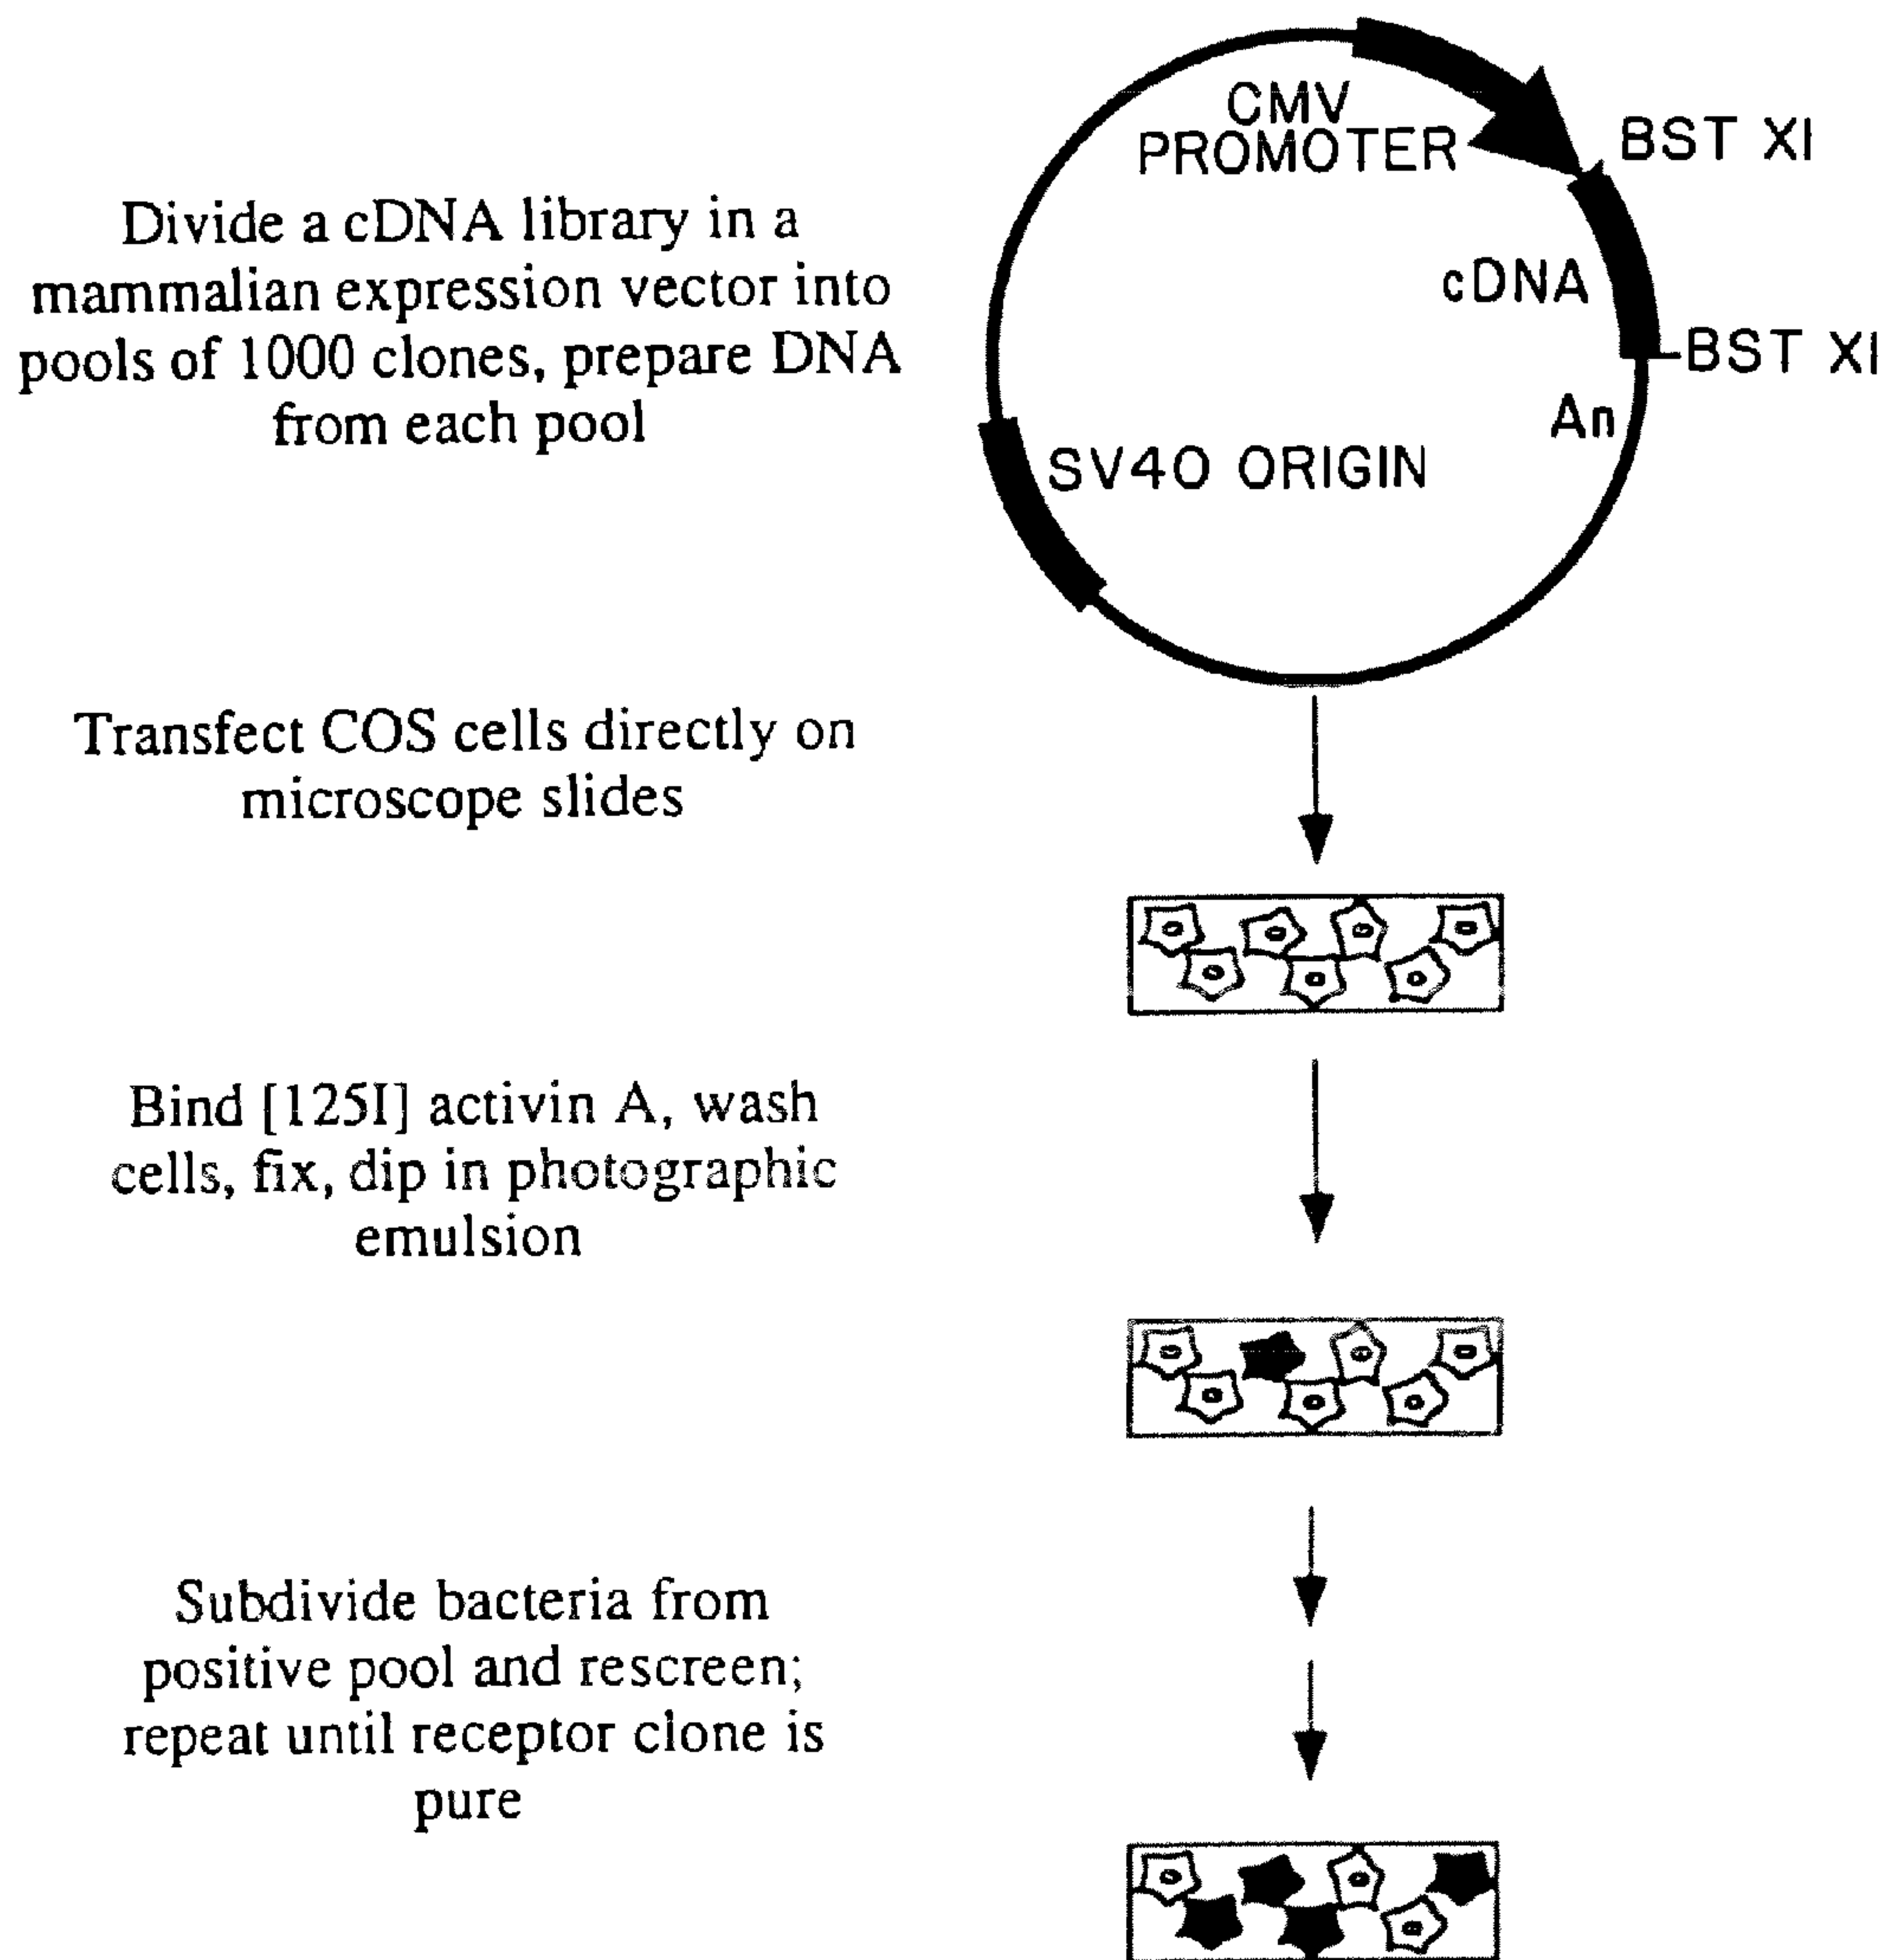 CMV
PROMOTER
BST XI
cDNA
BST XI
An
SV40 ORIGIN
Divide a cDNA library in a
mammalian expression vector into
pools of 1000 clones, prepare DNA
from each pool
Transfect COS cells directly on
microscope slides
Bind [125I] activin A, wash
cells, fix, dip in photographic
emulsion
Subdivide bacteria from
positive pool and rescreen;
repeat until receptor clone is
pure